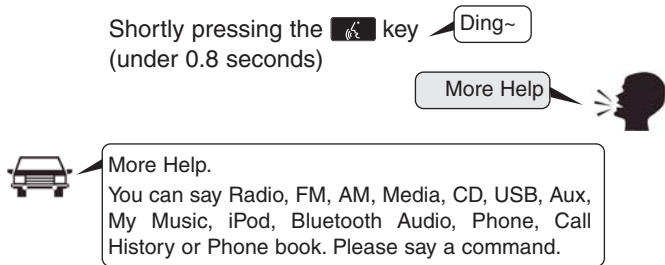 Shortly pressing the key
Ding~
(under 0.8 seconds)
More Help
More Help.
You can say Radio, FM, AM, Media, CD, USB, Aux,
My Music, iPod, Bluetooth Audio, Phone, Call
History or Phone book. Please say a command.